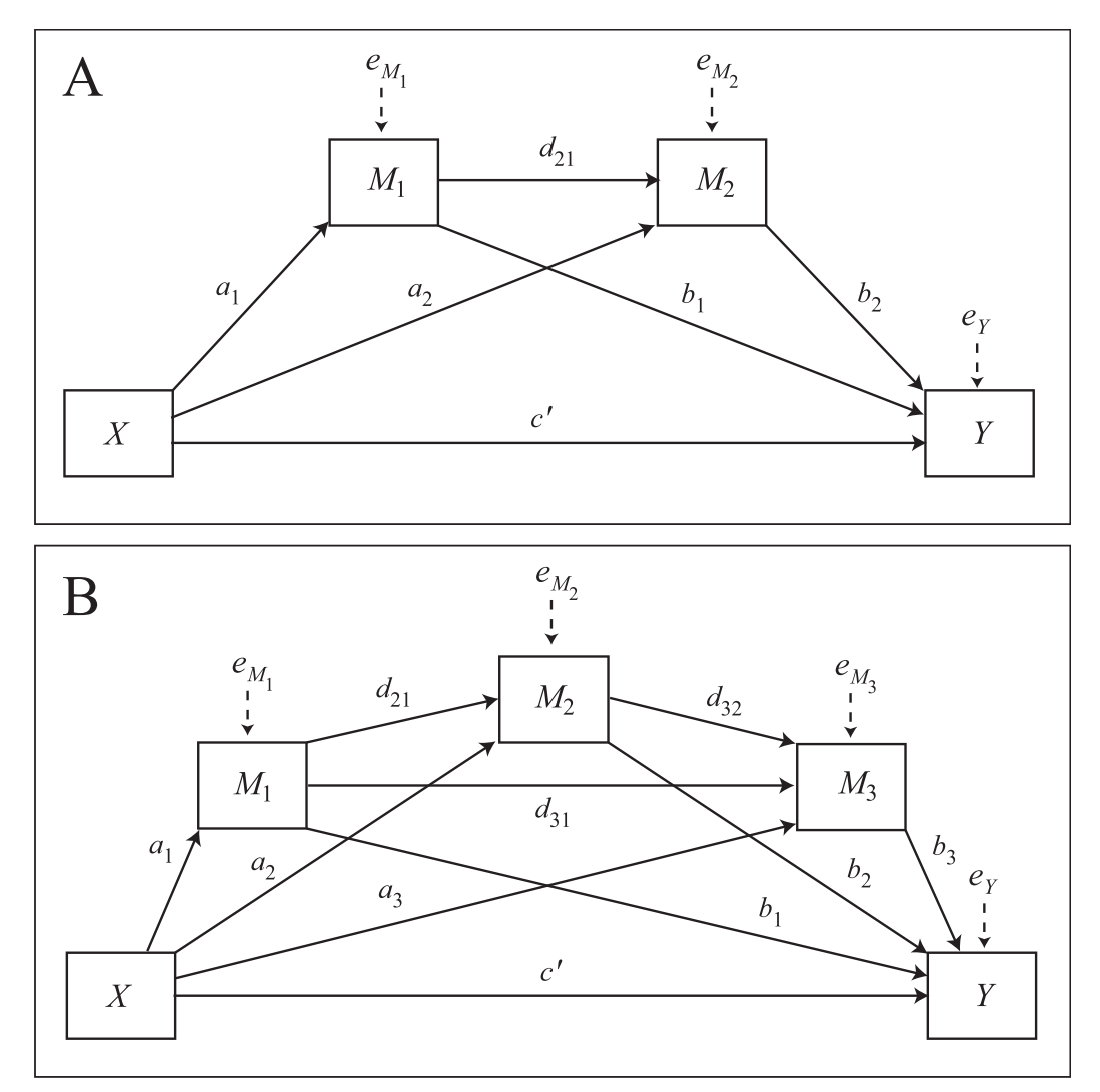 A
e_{M_1}
e_{M_2}
M_1
d_{21}
M_2
a_1
a_2
b_1
b_2
e_Y
X
c′
Y
B
e_{M_2}
e_{M_1}
d_{21}
M_2
d_{32}
e_{M_3}
M_1
d_{31}
M_3
a_1
a_2
a_3
b_1
b_2
b_3
e_Y
X
c′
Y